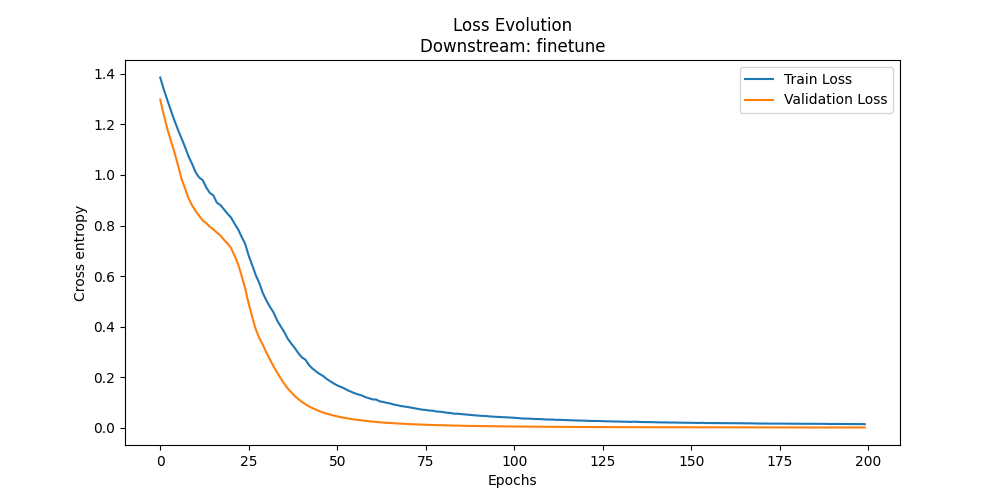 Loss Evolution
Downstream: finetune
Train Loss
Validation Loss
Cross entropy
1.4
1.2
1.0
0.8
0.6
0.4
0.2
0.0
0 25 50 75 100 125 150 175 200
Epochs